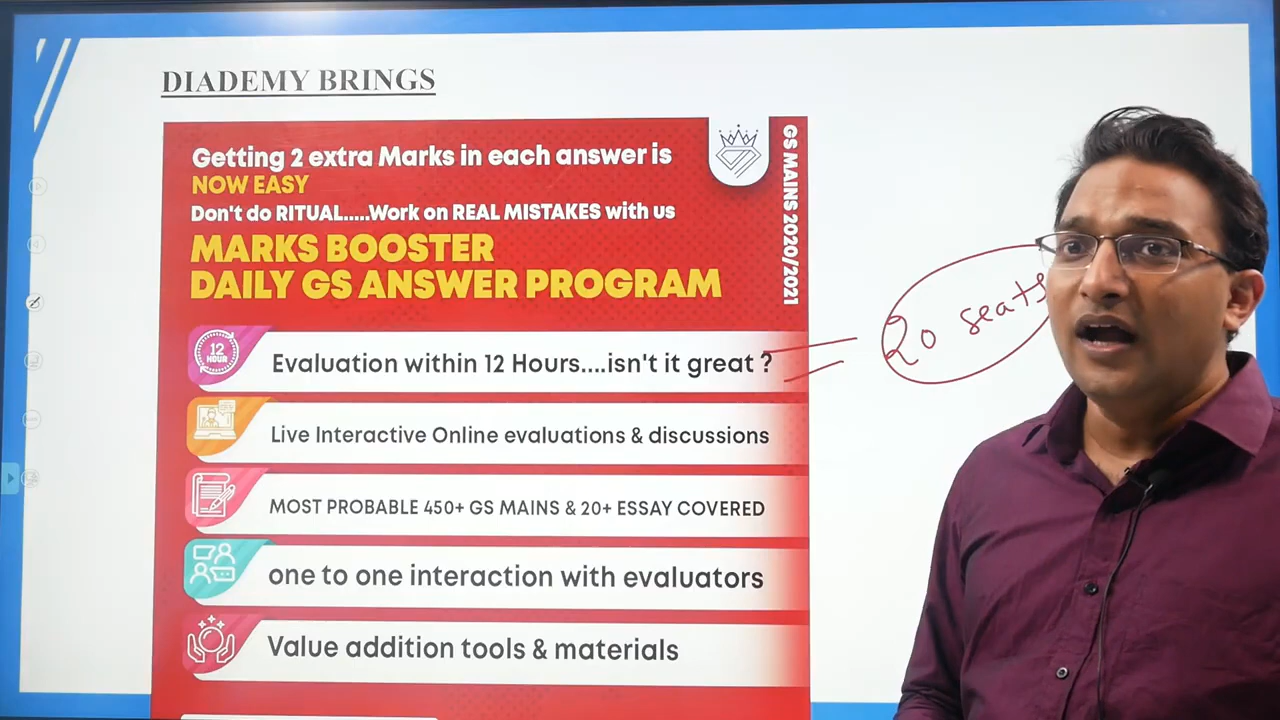 DIADEMY BRINGS
Getting 2 extra Marks in each answer is
NOW EASY
Don't do RITUAL.....Work on REAL MISTAKES with us
MARKS BOOSTER
DAILY GS ANSWER PROGRAM
GS MAINS 2020/2021
12
HOUR
Evaluation within 12 Hours....isn't it great ?
20 seats
Live Interactive Online evaluations & discussions
MOST PROBABLE 450+ GS MAINS & 20+ ESSAY COVERED
one to one interaction with evaluators
Value addition tools & materials